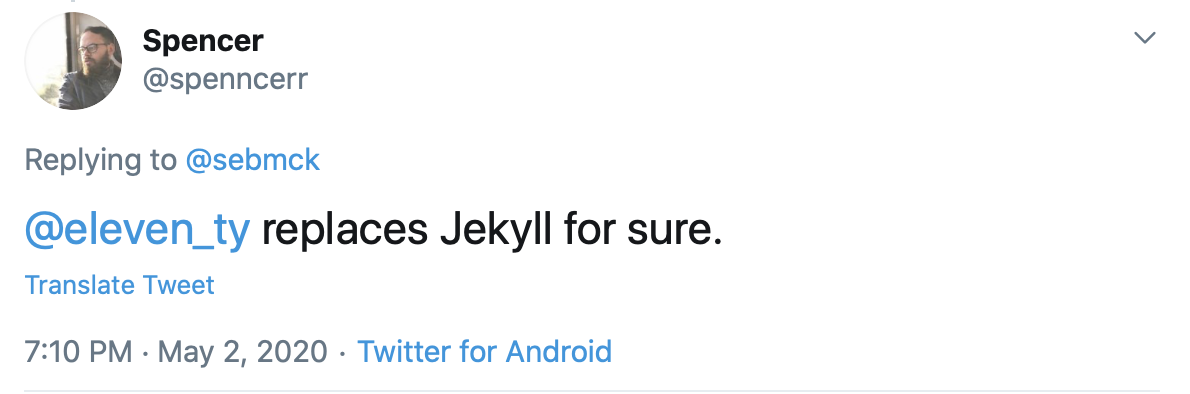 Spencer
@spenncerr
Replying to @sebmck
@eleven_ty replaces Jekyll for sure.
Translate Tweet
7:10 PM · May 2, 2020 · Twitter for Android